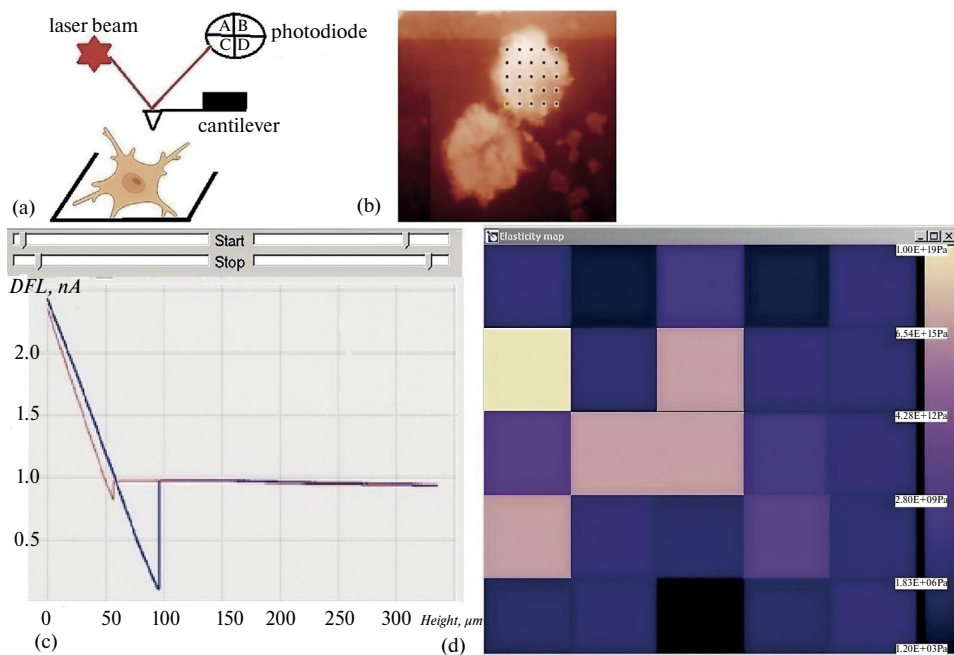 laser beam
A B
C D
photodiode
cantilever
(a)
(b)
Start
Stop
DFL, nA
2.0
1.5
1.0
0.5
0 50 100 150 200 250 300 Height, μm
(c)
Elasticity map
1.00E+19Pa
6.54E+15Pa
4.28E+12Pa
2.80E+09Pa
1.83E+06Pa
1.20E+03Pa
(d)